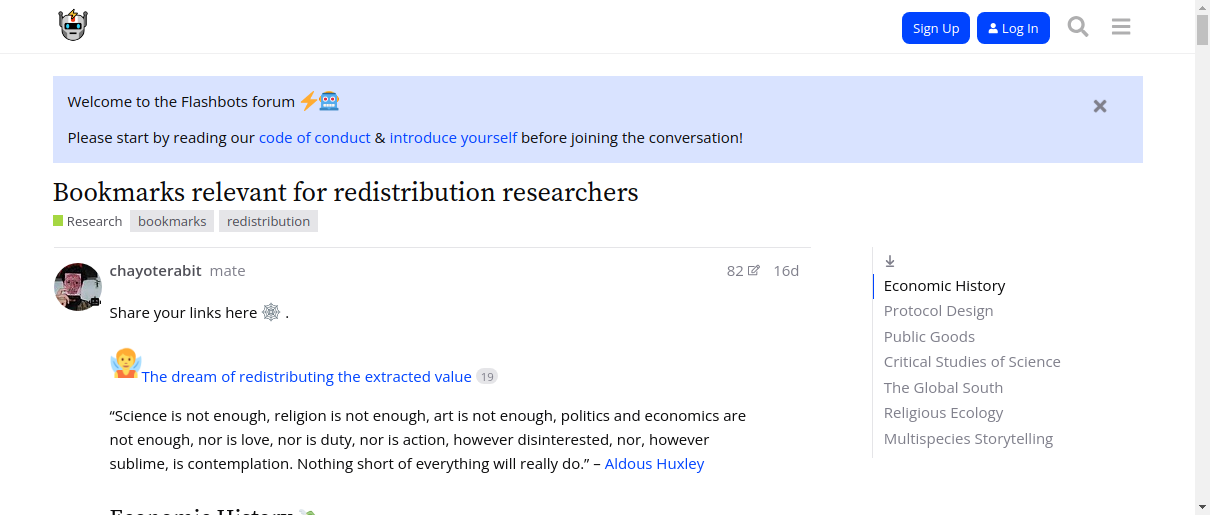 Sign Up
Log In
Welcome to the Flashbots forum
Please start by reading our code of conduct & introduce yourself before joining the conversation!
Bookmarks relevant for redistribution researchers
Research bookmarks redistribution
chayoterabit mate 82 16d
Share your links here .
The dream of redistributing the extracted value 19
“Science is not enough, religion is not enough, art is not enough, politics and economics are
not enough, nor is love, nor is duty, nor is action, however disinterested, nor, however
sublime, is contemplation. Nothing short of everything will really do.” – Aldous Huxley
Economic History
Economic History
Protocol Design
Public Goods
Critical Studies of Science
The Global South
Religious Ecology
Multispecies Storytelling